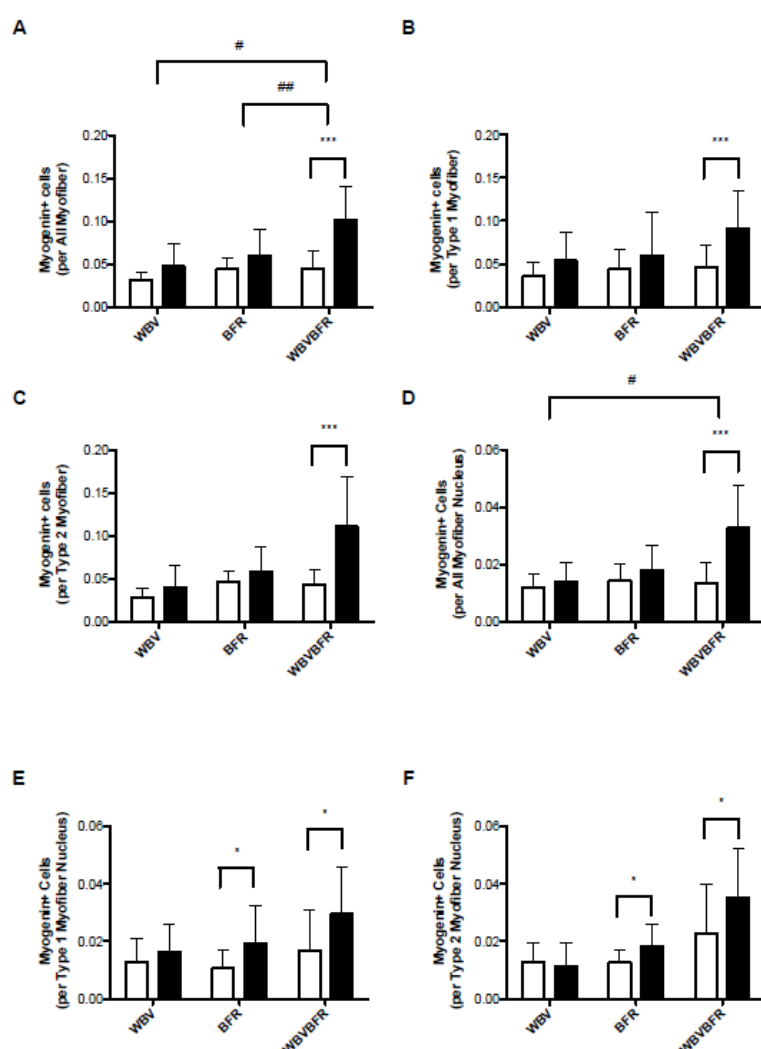 A
#
##
***
Myogenin+ cells
(per All Myofiber)
0.20
0.15
0.10
0.05
0.00
WBV
BFR
WBVBFR
B
***
Myogenin+ cells
(per Type 1 Myofiber)
0.20
0.15
0.10
0.05
0.00
WBV
BFR
WBVBFR
C
***
Myogenin+ cells
(per Type 2 Myofiber)
0.20
0.15
0.10
0.05
0.00
WBV
BFR
WBVBFR
D
#
***
Myogenin+ Cells
(per All Myofiber Nucleus)
0.06
0.04
0.02
0.00
WBV
BFR
WBVBFR
E
*
*
Myogenin+ Cells
(per Type 1 Myofiber Nucleus)
0.06
0.04
0.02
0.00
WBV
BFR
WBVBFR
F
*
*
Myogenin+ Cells
(per Type 2 Myofiber Nucleus)
0.06
0.04
0.02
0.00
WBV
BFR
WBVBFR